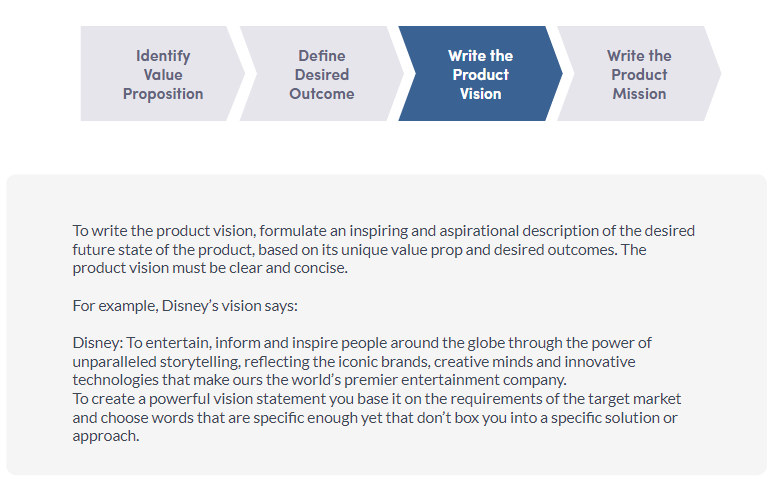 Identify
Value
Proposition
Define
Desired
Outcome
Write the
Product
Vision
Write the
Product
Mission
To write the product vision, formulate an inspiring and aspirational description of the desired
future state of the product, based on its unique value prop and desired outcomes. The
product vision must be clear and concise.
For example, Disney’s vision says:
Disney: To entertain, inform and inspire people around the globe through the power of
unparalleled storytelling, reflecting the iconic brands, creative minds and innovative
technologies that make ours the world’s premier entertainment company.
To create a powerful vision statement you base it on the requirements of the target market
and choose words that are specific enough yet that don’t box you into a specific solution or
approach.